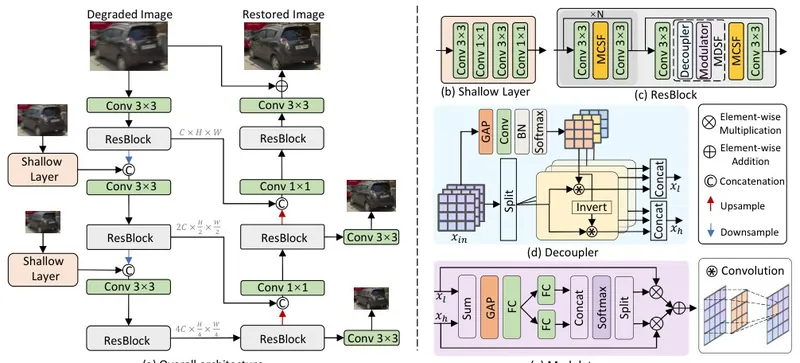 Degraded Image
Restored Image
Conv 3×3
Conv 3×3
ResBlock
C × H × W
ResBlock
Shallow
Layer
C
Conv 3×3
Conv 1×1
C
ResBlock
2C × H/2 × W/2
ResBlock
Conv 3×3
Shallow
Layer
C
Conv 3×3
Conv 1×1
C
ResBlock
4C × H/4 × W/4
ResBlock
Conv 3×3
(a) Overall architecture
Conv 3×3
Conv 1×1
Conv 3×3
Conv 1×1
(b) Shallow Layer
×N
Conv 3×3
MCSF
Conv 3×3
Conv 3×3
Decoupler
Modulator
MDSF
MCSF
Conv 3×3
(c) ResBlock
GAP
Conv
BN
Softmax
x_in
Split
Invert
Concat
x_l
Concat
x_h
(d) Decoupler
Element-wise
Multiplication
Element-wise
Addition
C Concatenation
Upsample
Downsample
x_l
x_h
Sum
GAP
FC
FC
FC
Concat
Softmax
Split
Convolution